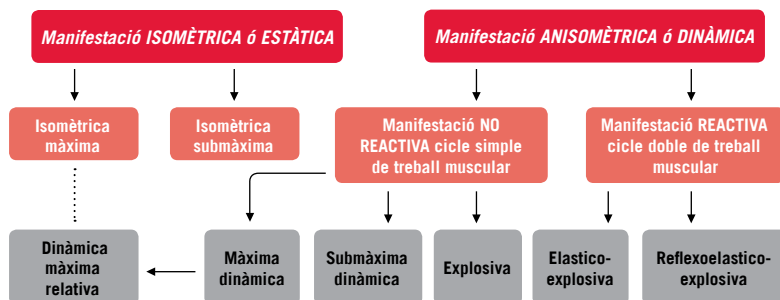 Manifestació ISOMÈTRICA ó ESTÀTICA
Manifestació ANISOMÈTRICA ó DINÀMICA
Isomètrica
màxima
Isomètrica
submàxima
Manifestació NO
REACTIVA cicle simple
de treball muscular
Manifestació REACTIVA
cicle doble de treball
muscular
Dinàmica
màxima
relativa
Màxima
dinàmica
Submàxima
dinàmica
Explosiva
Elastico-
explosiva
Reflexoelastico-
explosiva